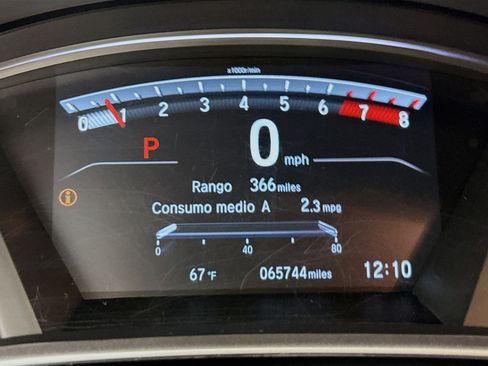 x1000r/min
0 1 2 3 4 5 6 7 8
P 0 mph
Rango 366 miles
Consumo medio A 2.3 mpg
0 40 80
67 °F 065744 miles 12:10